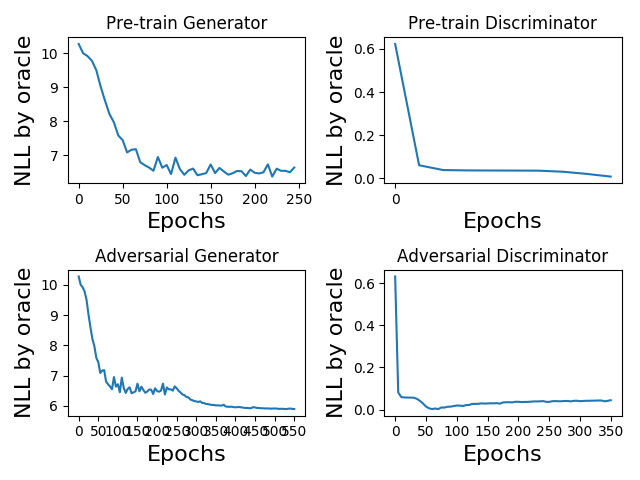 Pre-train Generator
NLL by oracle
10
9
8
7
0 50 100 150 200 250
Epochs
Pre-train Discriminator
NLL by oracle
0.6
0.4
0.2
0.0
0
Epochs
Adversarial Generator
NLL by oracle
10
9
8
7
6
0 50 100 150 200 250 300 350 400 450 500 550
Epochs
Adversarial Discriminator
NLL by oracle
0.6
0.4
0.2
0.0
0 50 100 150 200 250 300 350
Epochs